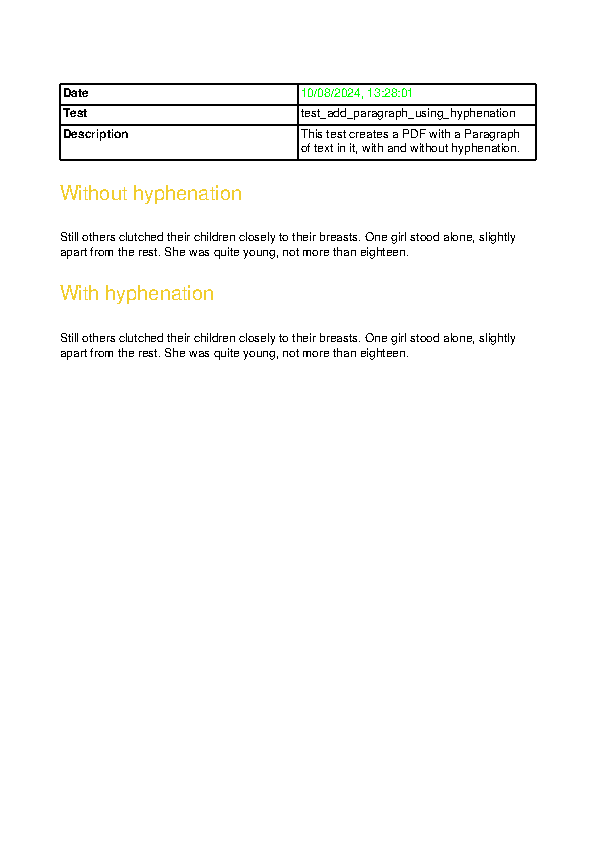 Date 10/08/2024, 13:28:01
Test test_add_paragraph_using_hyphenation
Description This test creates a PDF with a Paragraph
of text in it, with and without hyphenation.
Without hyphenation
Still others clutched their children closely to their breasts. One girl stood alone, slightly
apart from the rest. She was quite young, not more than eighteen.
With hyphenation
Still others clutched their children closely to their breasts. One girl stood alone, slightly
apart from the rest. She was quite young, not more than eighteen.